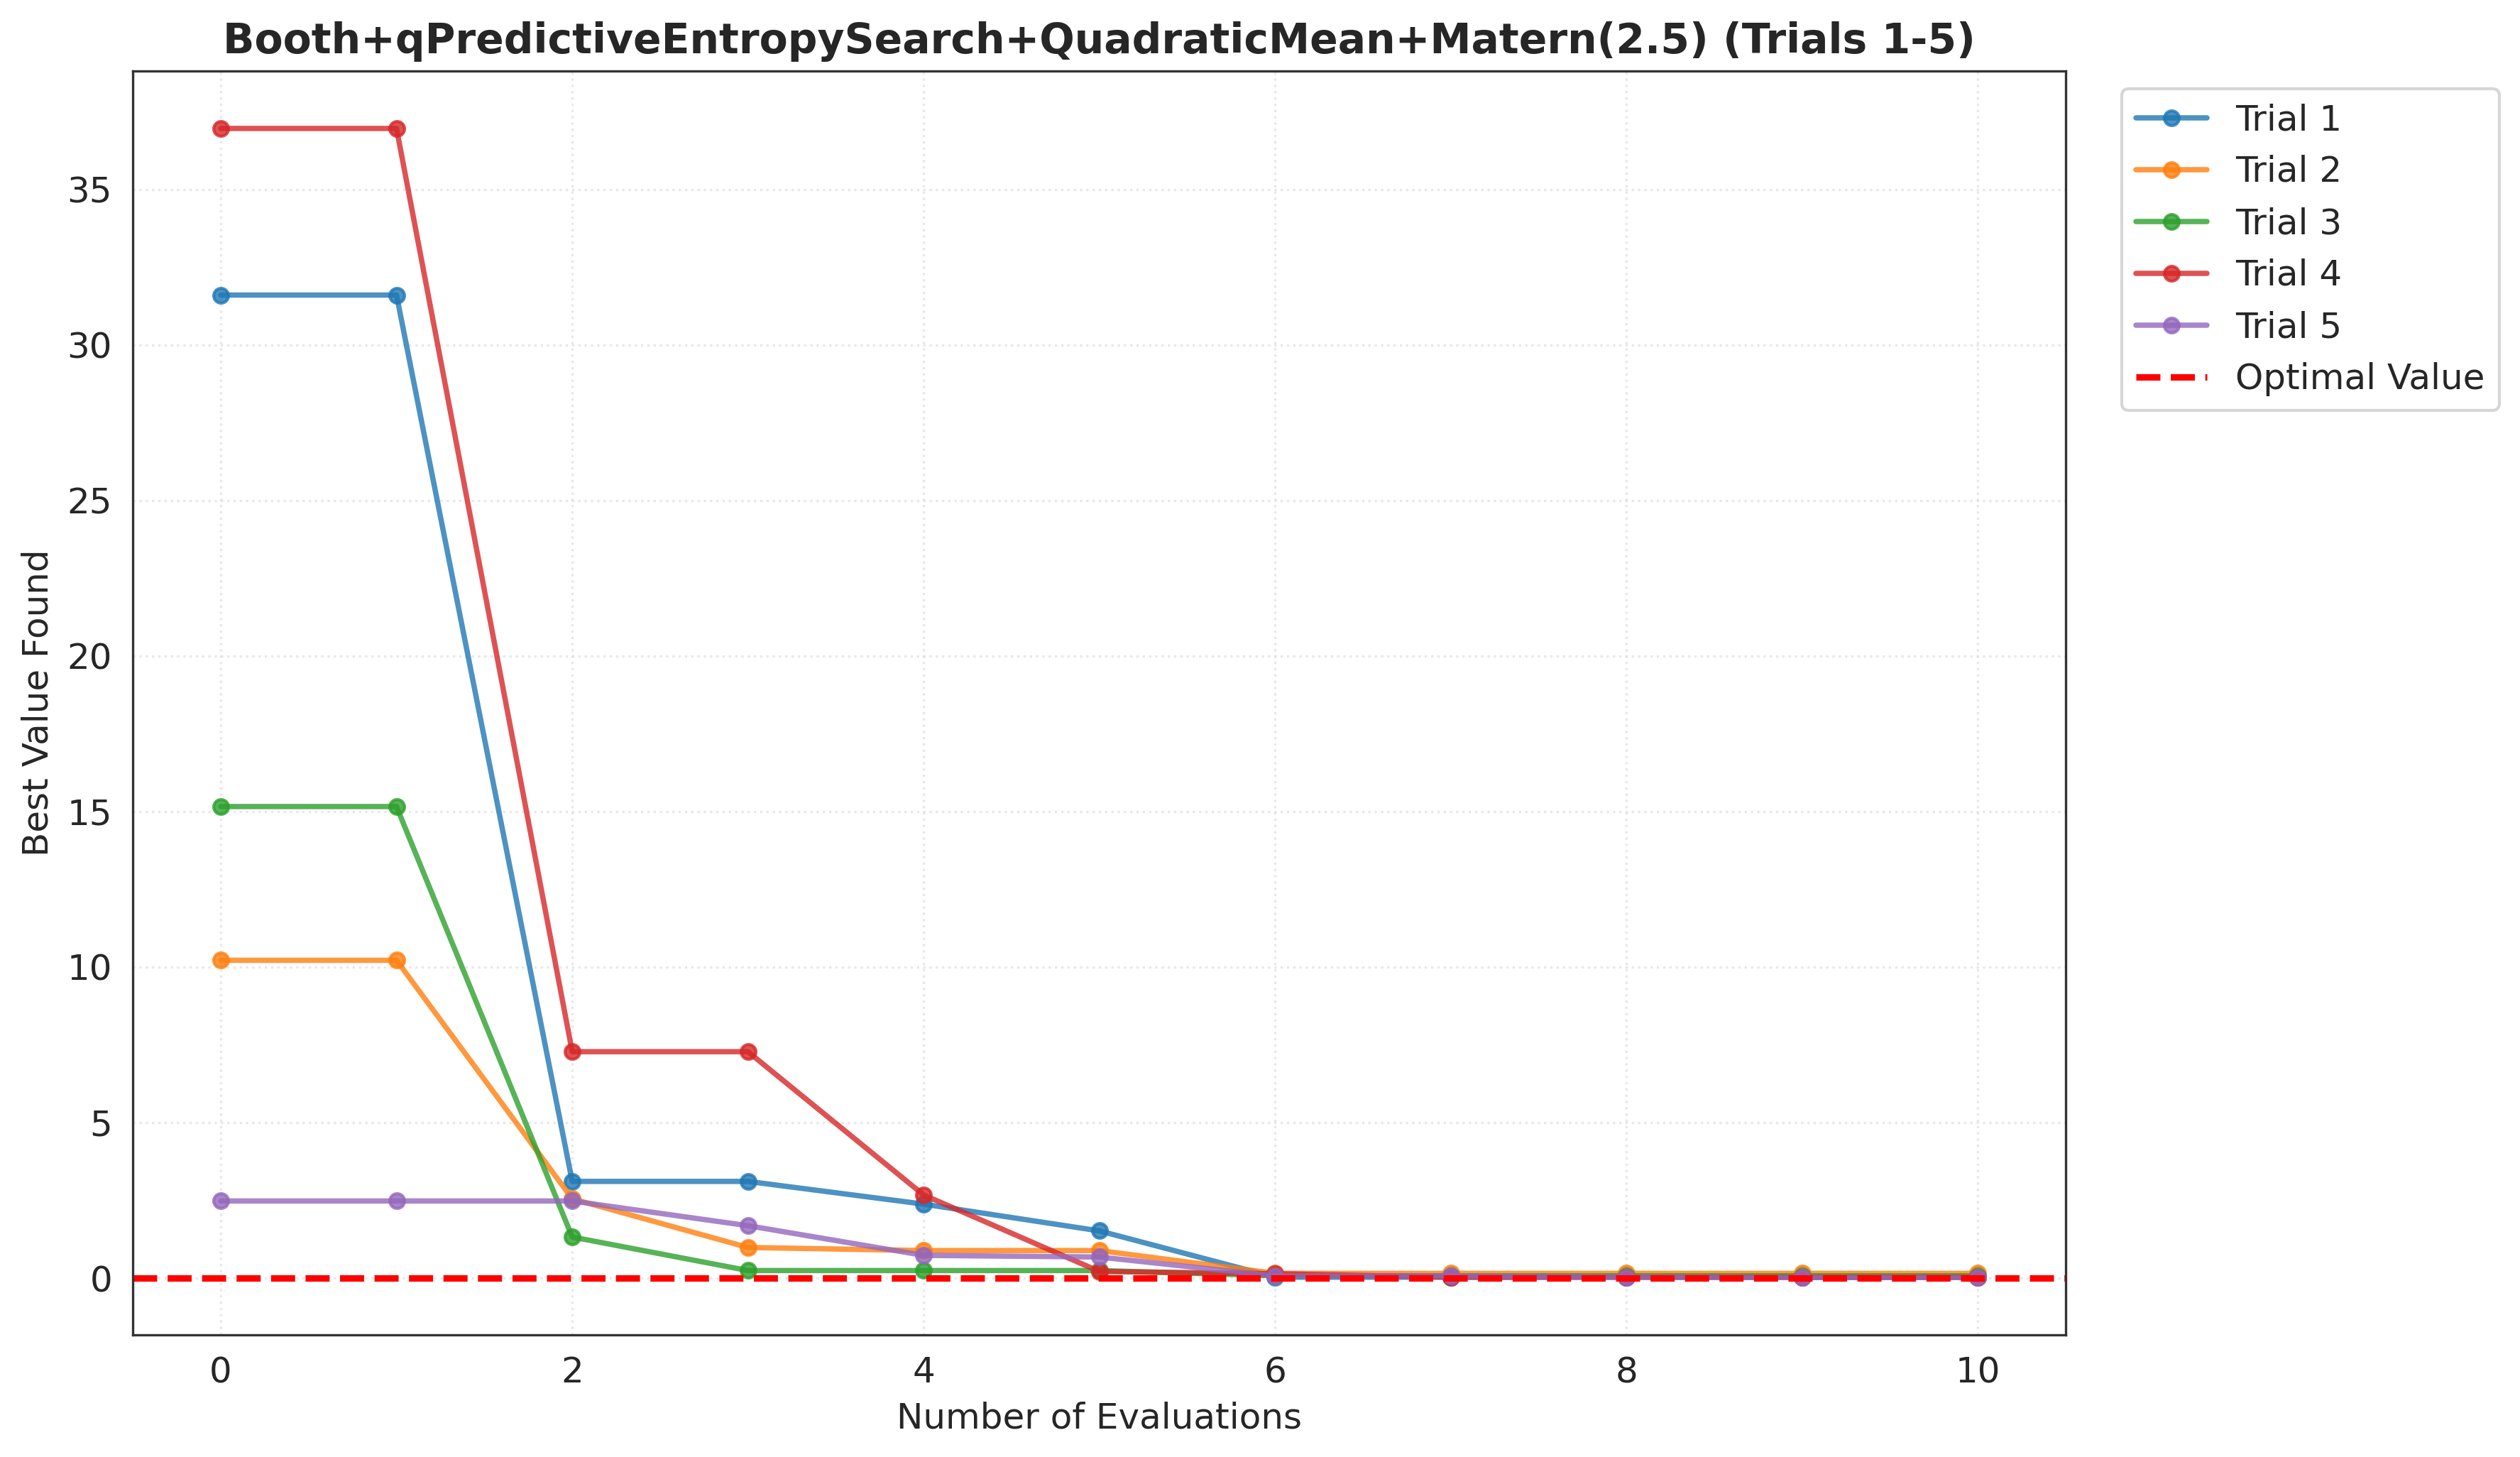 Booth+qPredictiveEntropySearch+QuadraticMean+Matern(2.5) (Trials 1-5)
Trial 1
Trial 2
Trial 3
Trial 4
Trial 5
Optimal Value
Best Value Found
35
30
25
20
15
10
5
0
0 2 4 6 8 10
Number of Evaluations